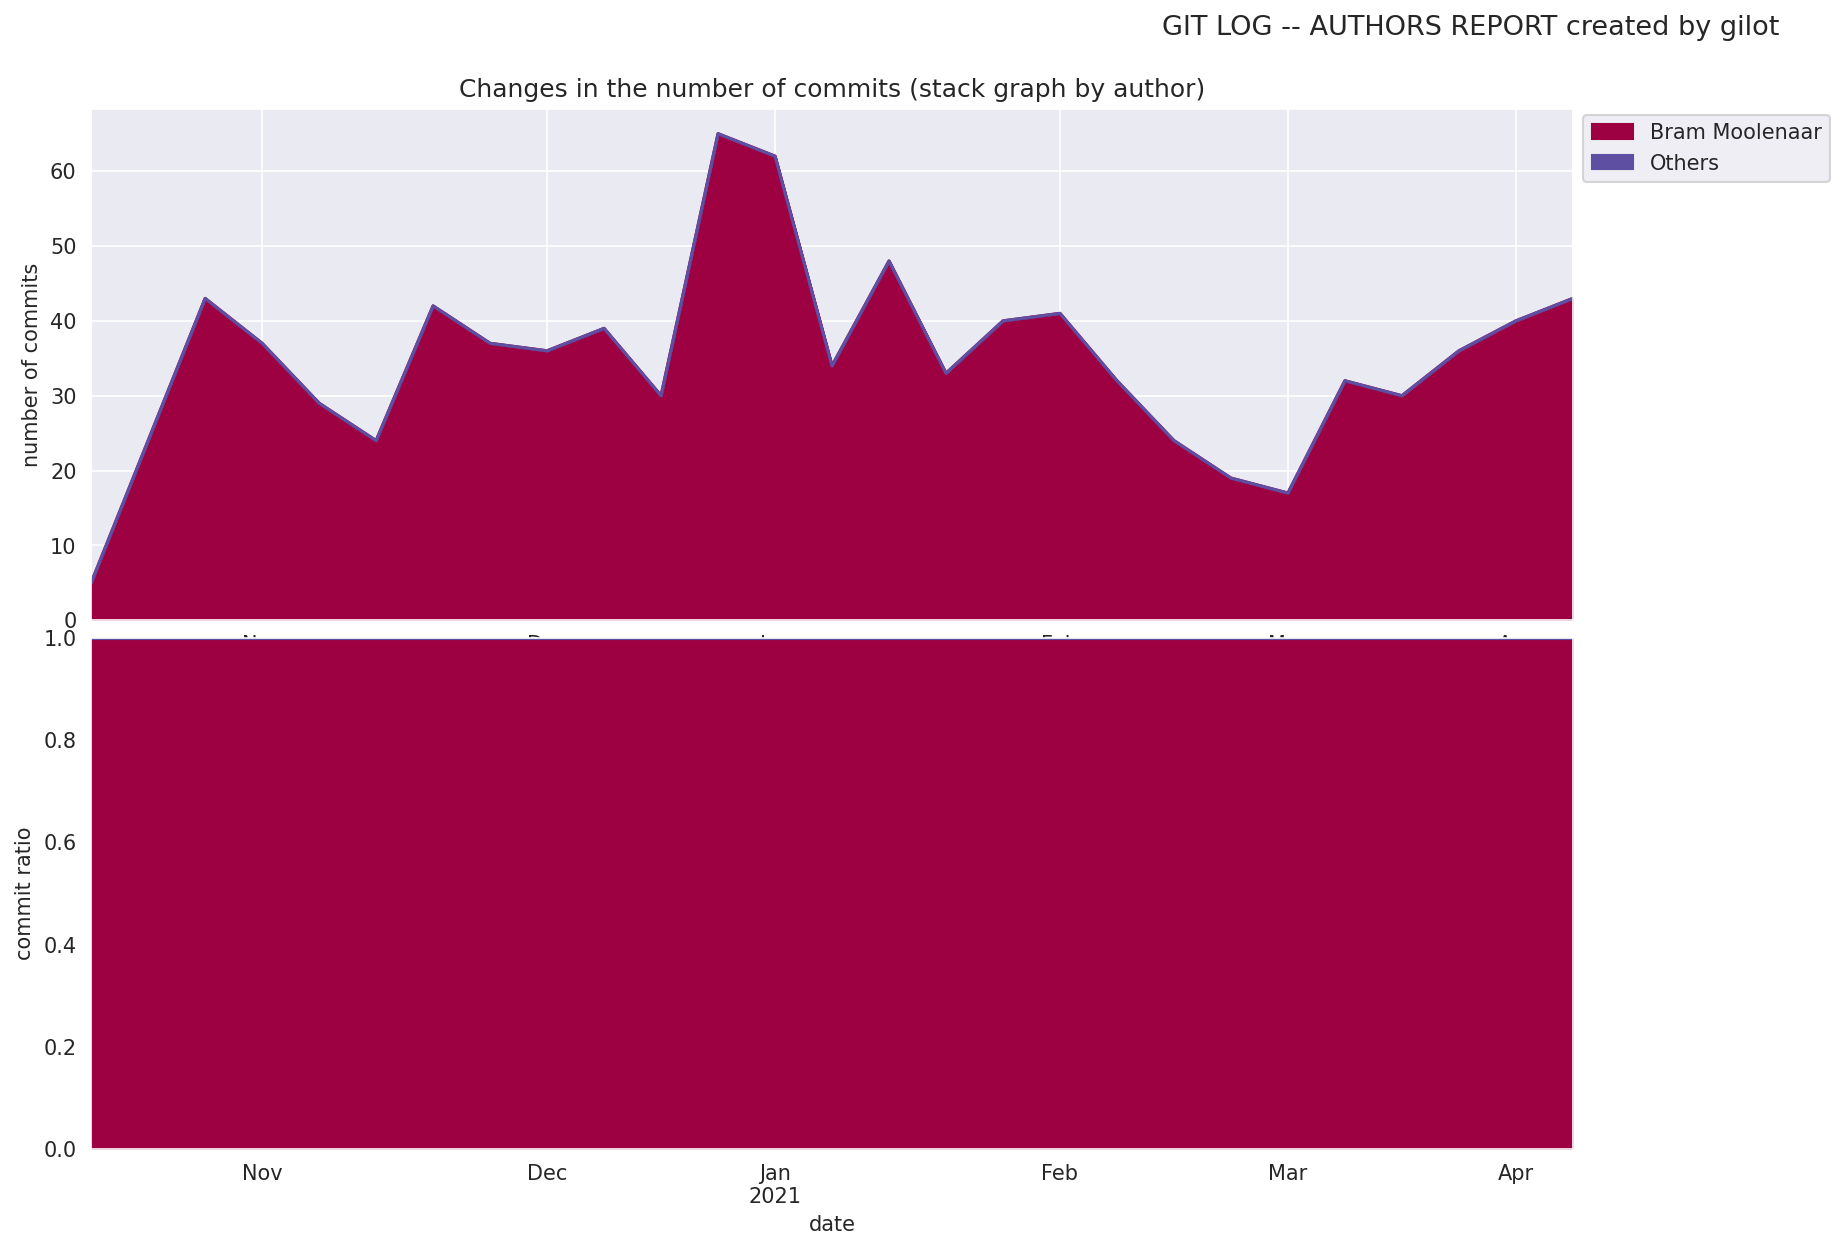 GIT LOG -- AUTHORS REPORT created by gilot
Changes in the number of commits (stack graph by author)
Bram Moolenaar
Others
60
50
40
30
20
10
0
number of commits
1.0
0.8
0.6
0.4
0.2
0.0
commit ratio
Nov Dec Jan Feb Mar Apr
2021
date